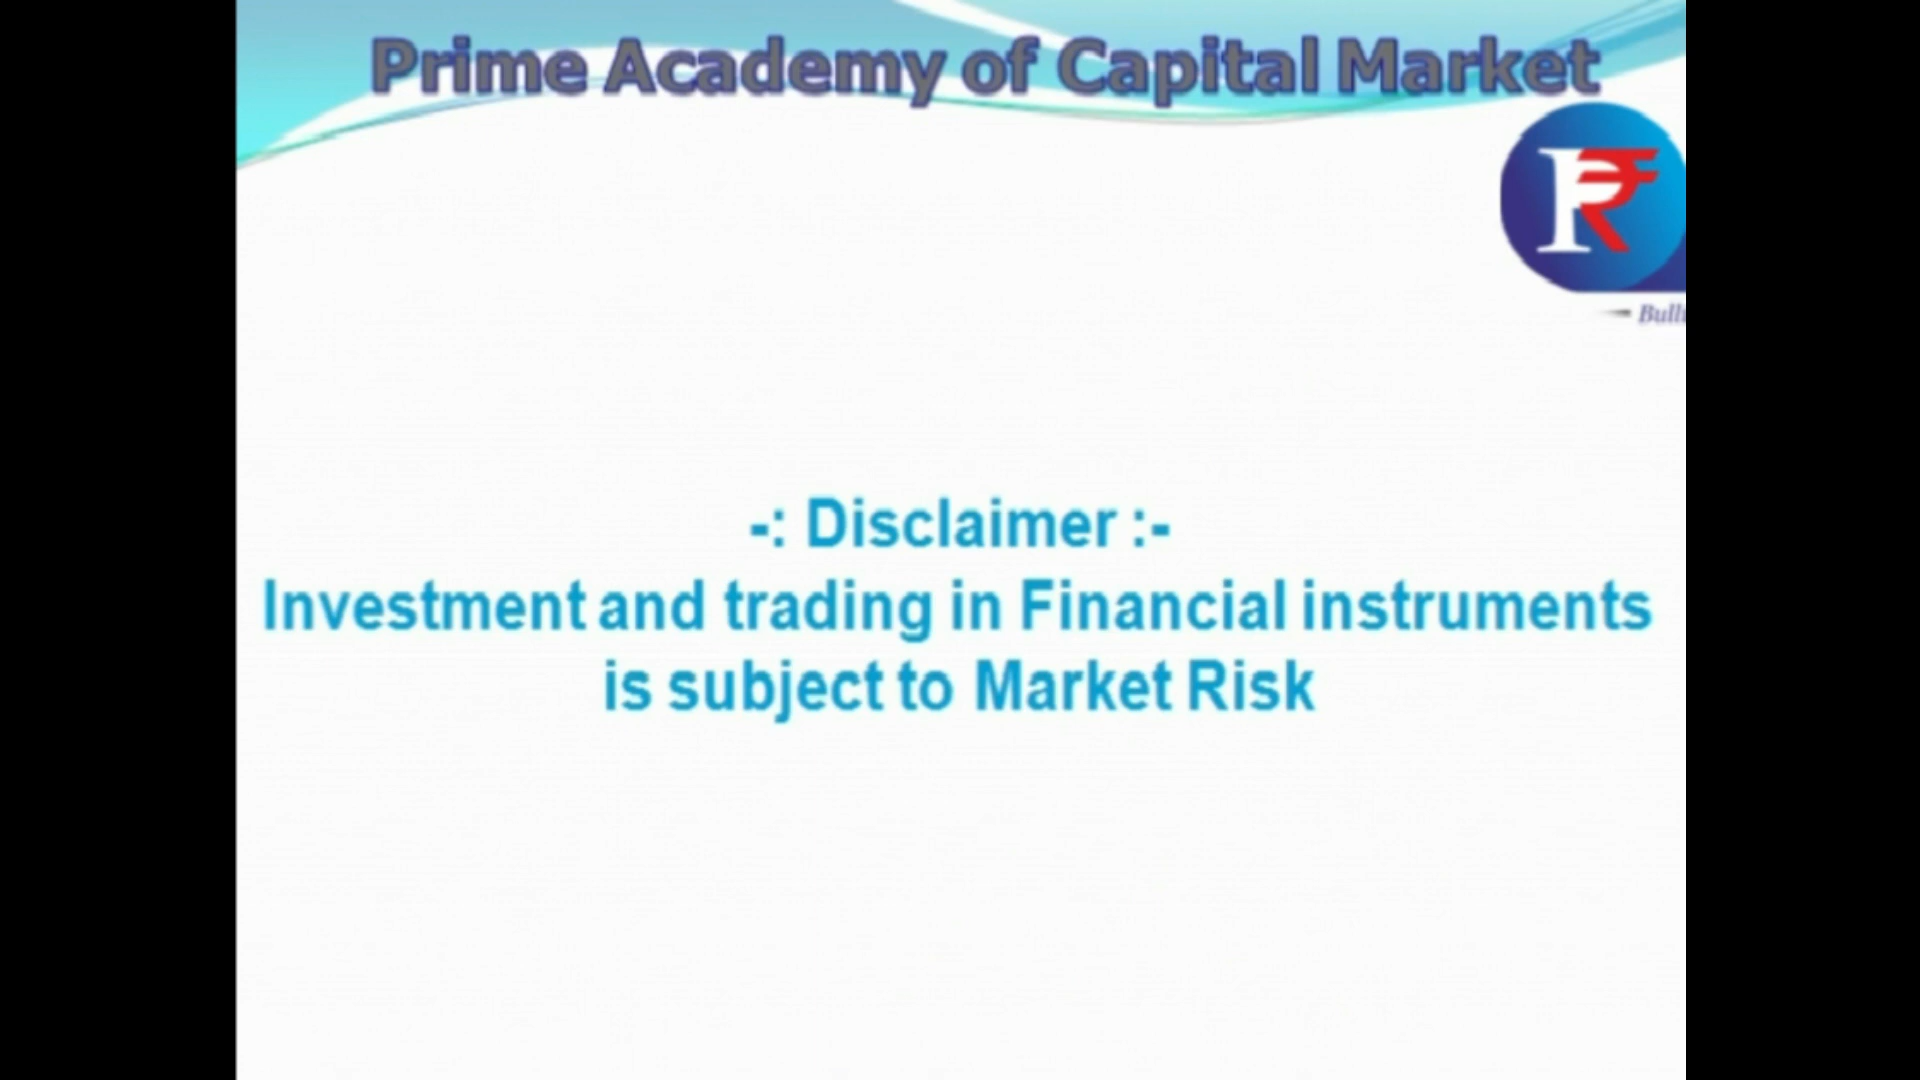 Prime Academy of Capital Market
-: Disclaimer :-
Investment and trading in Financial instruments
is subject to Market Risk